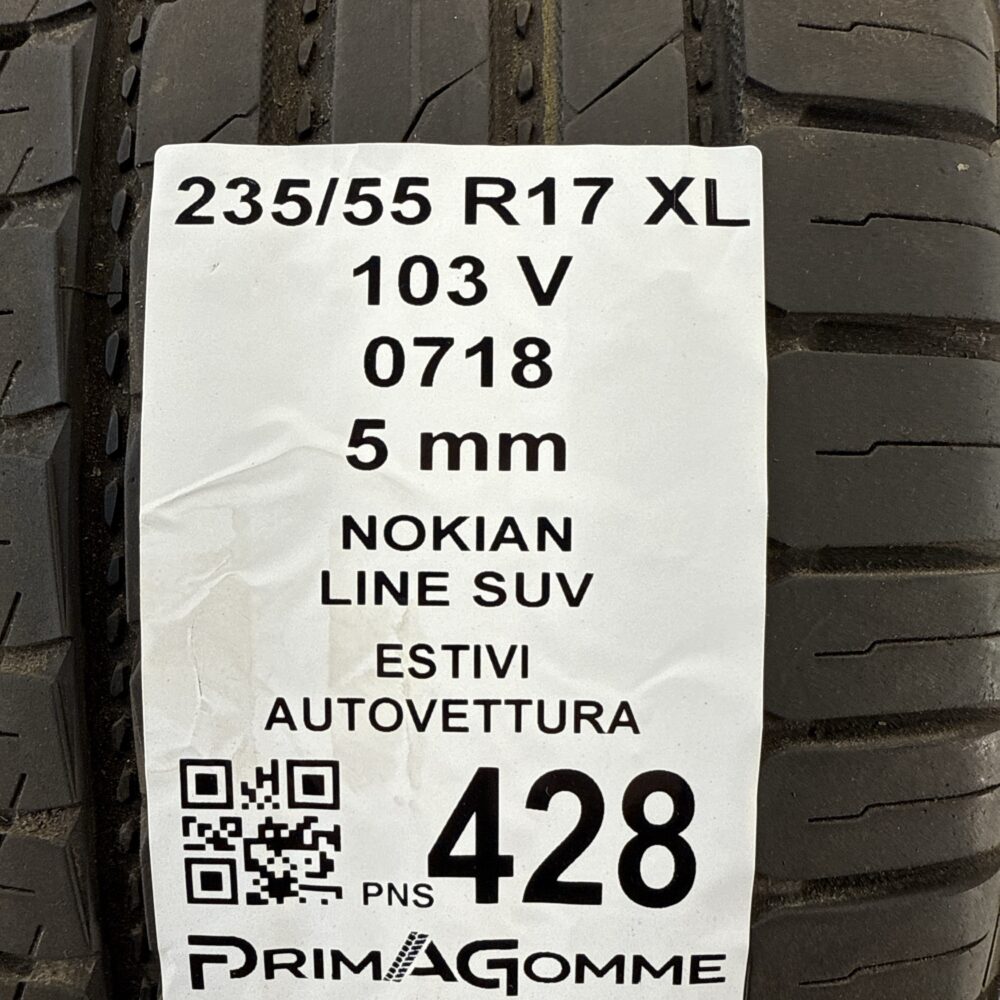 235/55 R17 XL
103 V
0718
5 mm
NOKIAN
LINE SUV
ESTIVI
AUTOVETTURA
PNS 428
PRIMAGOMME